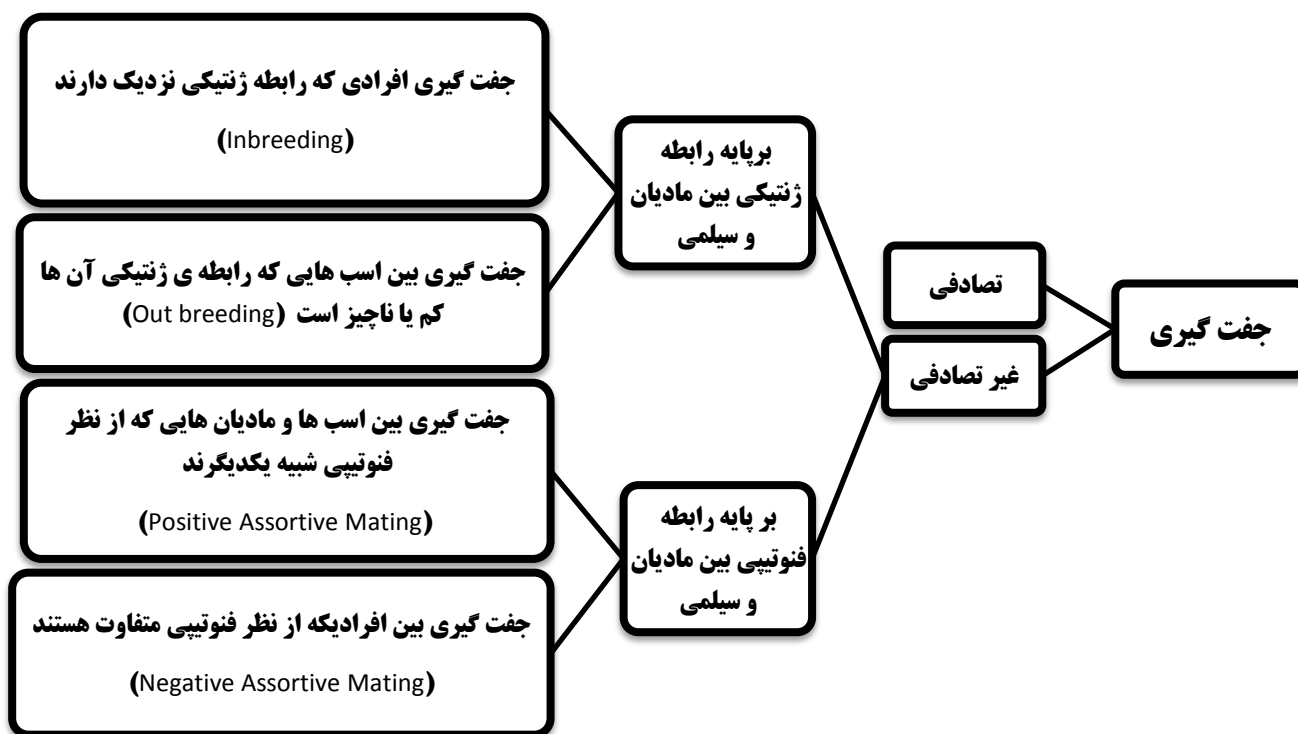 جفت گیری
تصادفی
غیر تصادفی
برپایه رابطه
ژنتیکی بین مادیان
و سیلمی
جفت گیری افرادی که رابطه ژنتیکی نزدیک دارند
(Inbreeding)
جفت گیری بین اسب هایی که رابطه ی ژنتیکی آن ها
کم یا ناچیز است (Out breeding)
بر پایه رابطه
فنوتیپی بین مادیان
و سیلمی
جفت گیری بین اسب ها و مادیان هایی که از نظر
فنوتیپی شبیه یکدیگرند
(Positive Assortive Mating)
جفت گیری بین افرادیکه از نظر فنوتیپی متفاوت هستند
(Negative Assortive Mating)